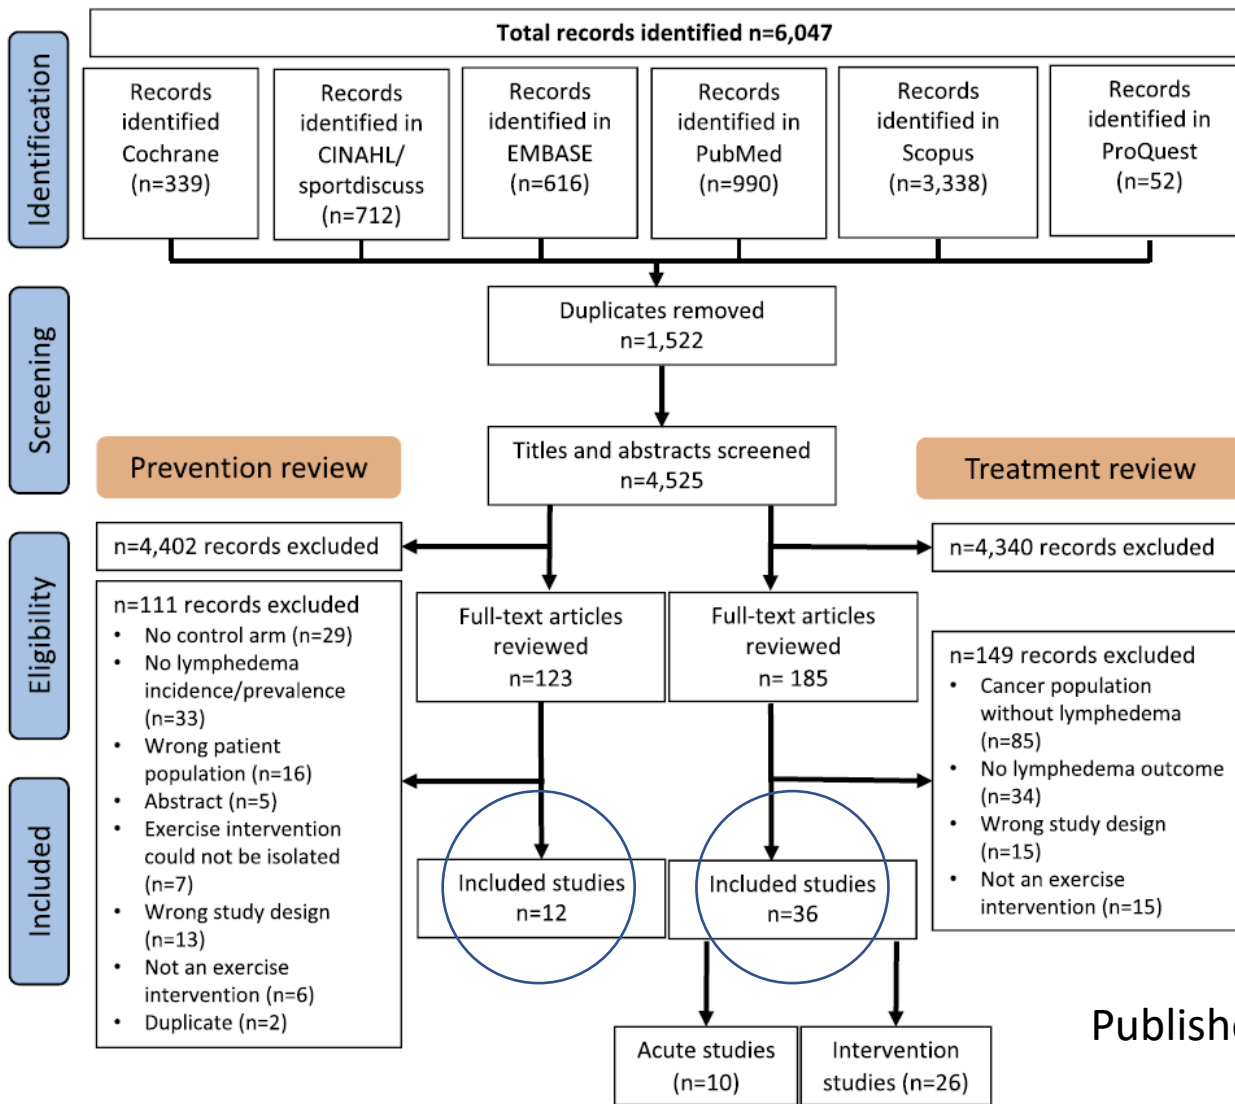 Identification
Total records identified n=6,047
Records
identified
Cochrane
(n=339)
Records
identified in
CINAHL/
sportdiscuss
(n=712)
Records
identified in
EMBASE
(n=616)
Records
identified in
PubMed
(n=990)
Records
identified in
Scopus
(n=3,338)
Records
identified in
ProQuest
(n=52)
Screening
Duplicates removed
n=1,522
Titles and abstracts screened
n=4,525
Prevention review
Treatment review
Eligibility
n=4,402 records excluded
n=4,340 records excluded
n=111 records excluded
• No control arm (n=29)
• No lymphedema
incidence/prevalence
(n=33)
• Wrong patient
population (n=16)
• Abstract (n=5)
• Exercise intervention
could not be isolated
(n=7)
• Wrong study design
(n=13)
• Not an exercise
intervention (n=6)
• Duplicate (n=2)
Full-text articles
reviewed
n=123
Full-text articles
reviewed
n= 185
n=149 records excluded
• Cancer population
without lymphedema
(n=85)
• No lymphedema outcome
(n=34)
• Wrong study design
(n=15)
• Not an exercise
intervention (n=15)
Included
Included studies
n=12
Included studies
n=36
Acute studies
(n=10)
Intervention
studies (n=26)
Publishe